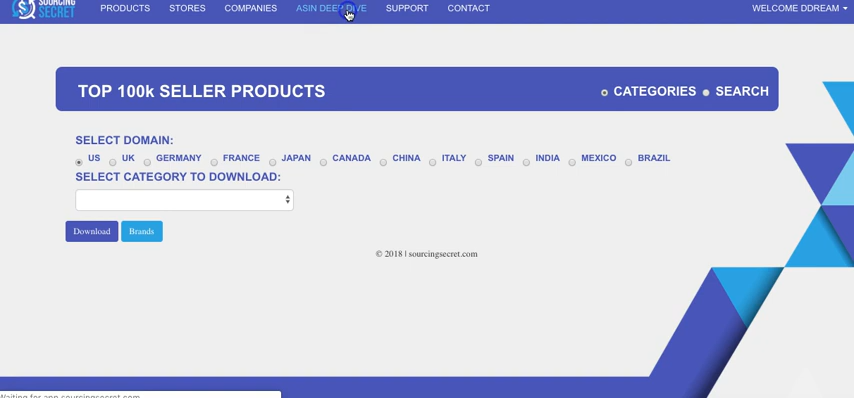 SOURCING
SECRET
PRODUCTS STORES COMPANIES ASIN DEEP DIVE SUPPORT CONTACT WELCOME DDREAM
TOP 100k SELLER PRODUCTS CATEGORIES SEARCH
SELECT DOMAIN:
US UK GERMANY FRANCE JAPAN CANADA CHINA ITALY SPAIN INDIA MEXICO BRAZIL
SELECT CATEGORY TO DOWNLOAD:
Download Brands
© 2018 | sourcingsecret.com
Waiting for app.sourcingsecret.com